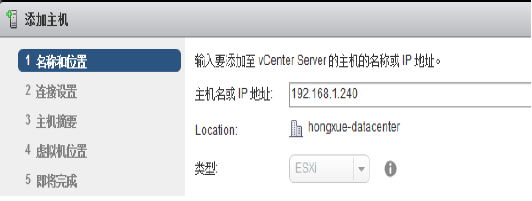 添加主机
1 名称和位置
2 连接设置
3 主机摘要
4 虚拟机位置
5 即将完成
输入要添加至 vCenter Server 的主机的名称或 IP 地址。
主机名或 IP 地址: 192.168.1.240
Location: hongxue-datacenter
类型: ESXi